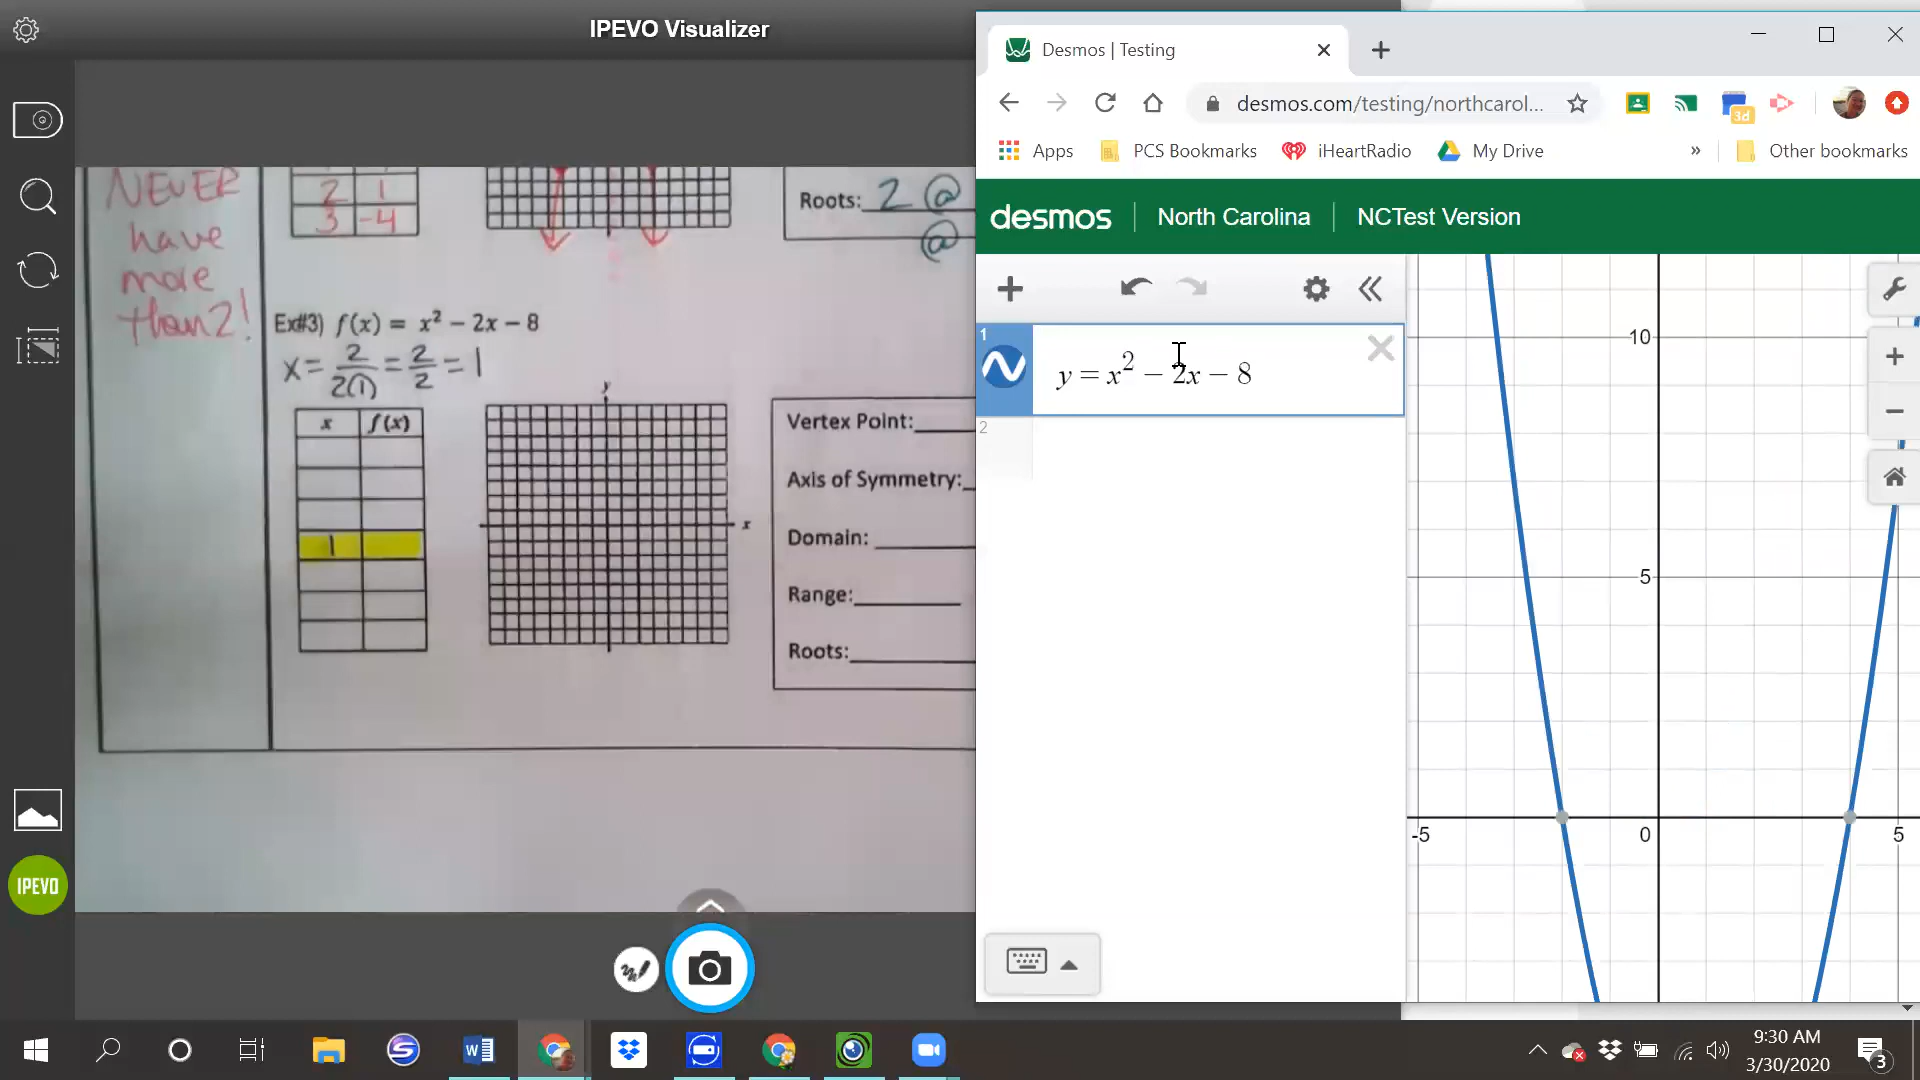 IPEVO Visualizer
NEVER
have
more
than 2!
2 1
3 -4
Roots: 2 @
@
Ex#3) f(x) = x² − 2x − 8
x = 2/2(1) = 2/2 = 1
x f(x)
1
y
x
Vertex Point:
Axis of Symmetry:
Domain:
Range:
Roots:
IPEVO
Desmos | Testing
desmos.com/testing/northcarol...
3d
Apps PCS Bookmarks iHeartRadio My Drive » Other bookmarks
desmos North Carolina NCTest Version
1
y = x² − 2x − 8
2
10
5
-5 0 5
9:30 AM
3/30/2020
3